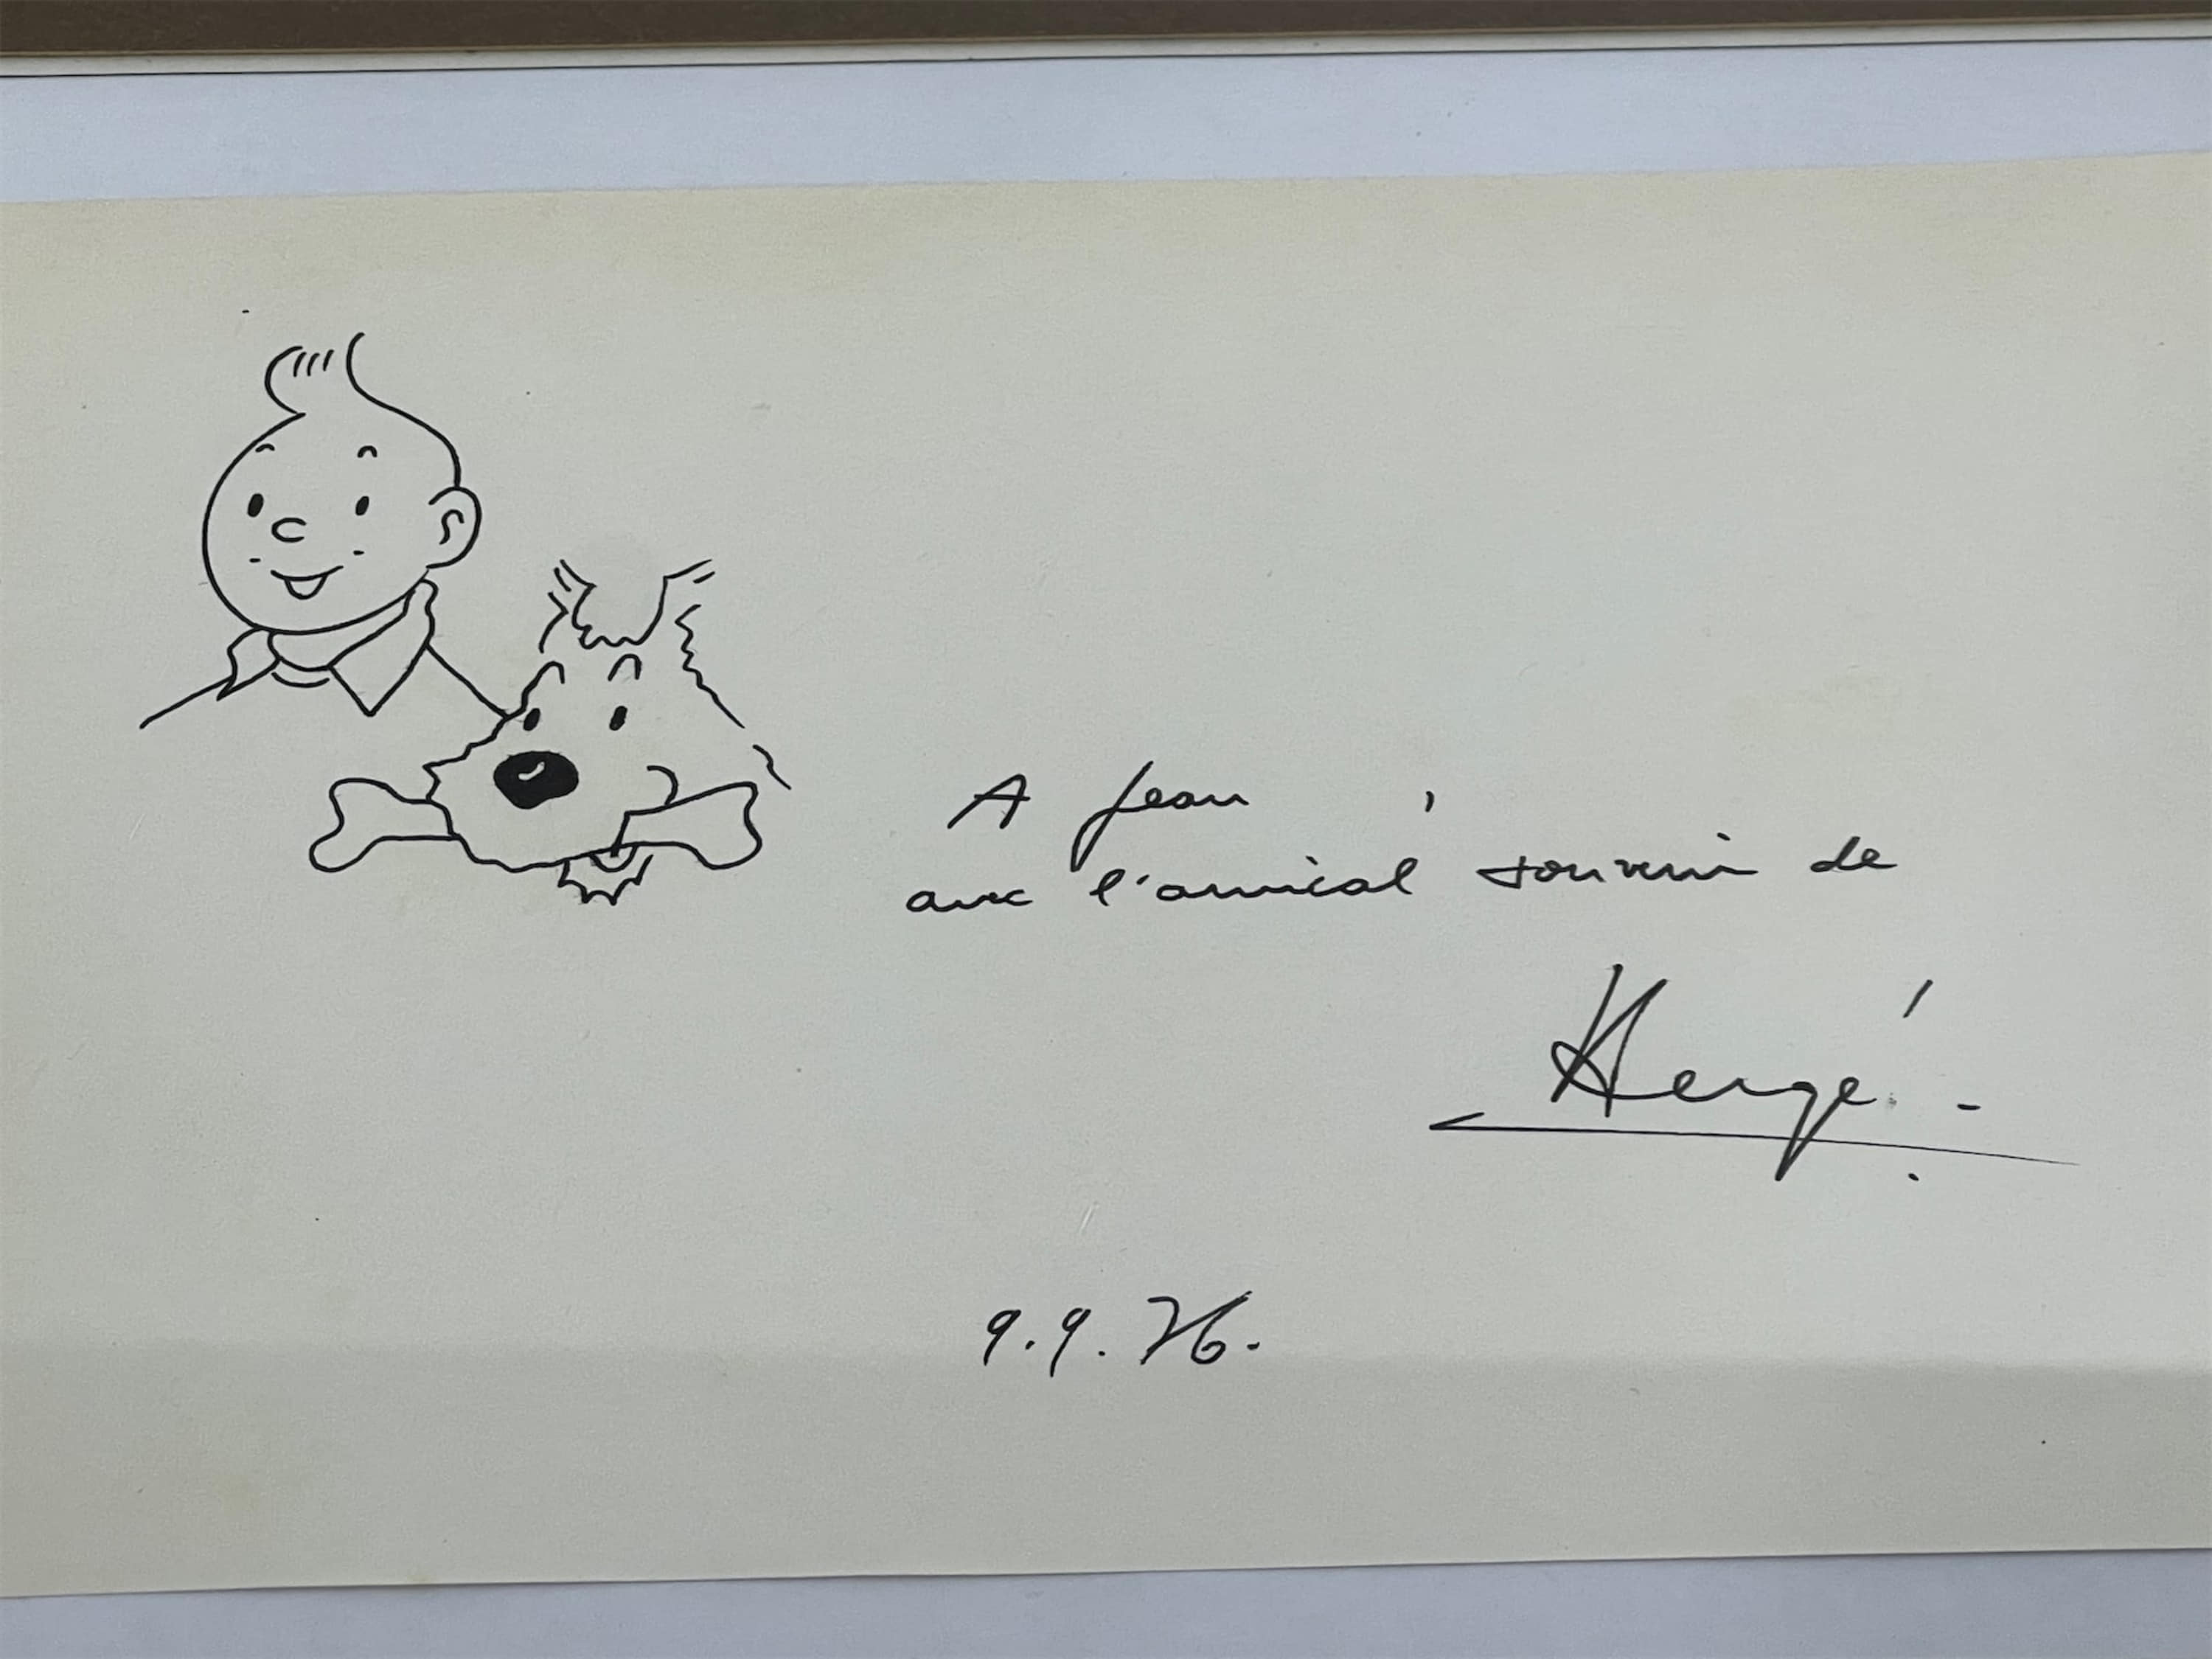 A Jean,
avec l'amical souvenir de
Hergé. -
9.9.76.